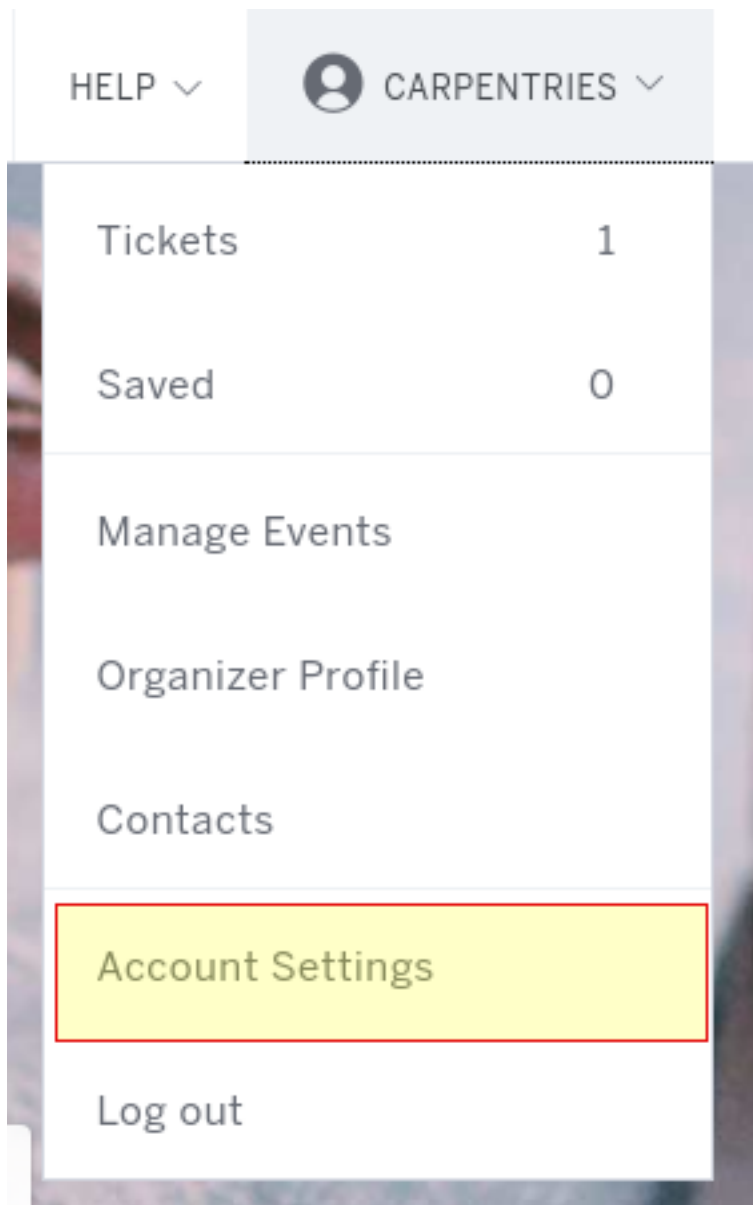 HELP CARPENTRIES
Tickets 1
Saved 0
Manage Events
Organizer Profile
Contacts
Account Settings
Log out